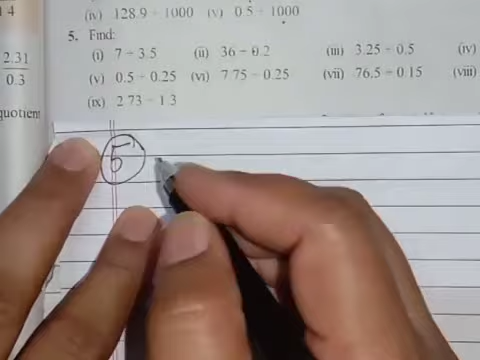 1 4
(iv) 128.9 ÷ 1000 (v) 0.5 ÷ 1000
5. Find:
(i) 7 ÷ 3.5 (ii) 36 ÷ 0.2 (iii) 3.25 ÷ 0.5 (iv)
2.31
0.3
(v) 0.5 ÷ 0.25 (vi) 7.75 ÷ 0.25 (vii) 76.5 ÷ 0.15 (viii)
(ix) 2.73 ÷ 1.3
quotient
5